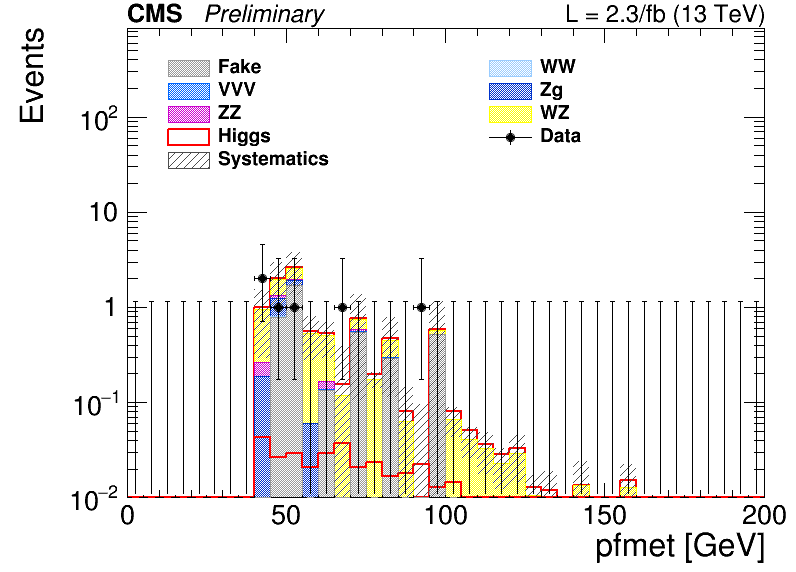 CMS Preliminary L = 2.3/fb (13 TeV)
Events
Fake WW
VVV Zg
ZZ WZ
Higgs Data
Systematics
10²
10
1
10⁻¹
10⁻²
0 50 100 150 200
pfmet [GeV]